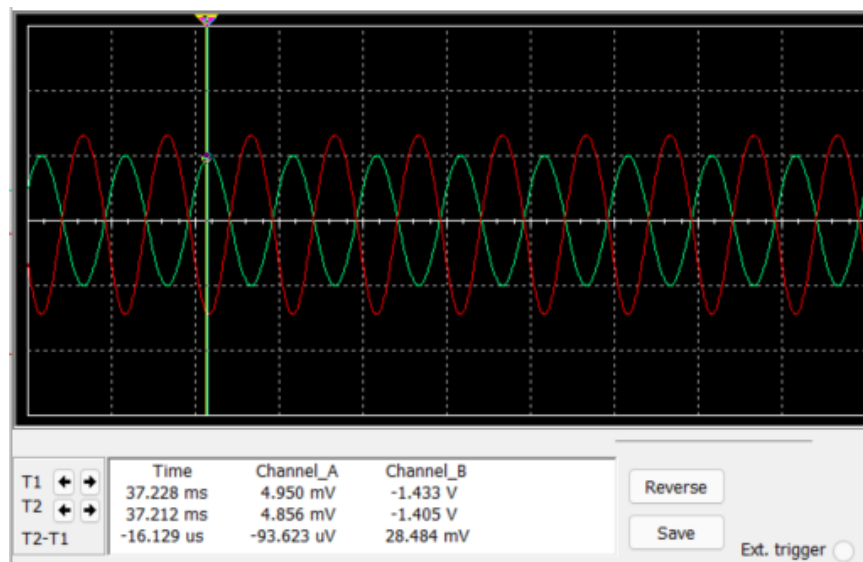 Time Channel_A Channel_B
T1 37.228 ms 4.950 mV -1.433 V
T2 37.212 ms 4.856 mV -1.405 V
T2-T1 -16.129 us -93.623 uV 28.484 mV
Reverse
Save
Ext. trigger